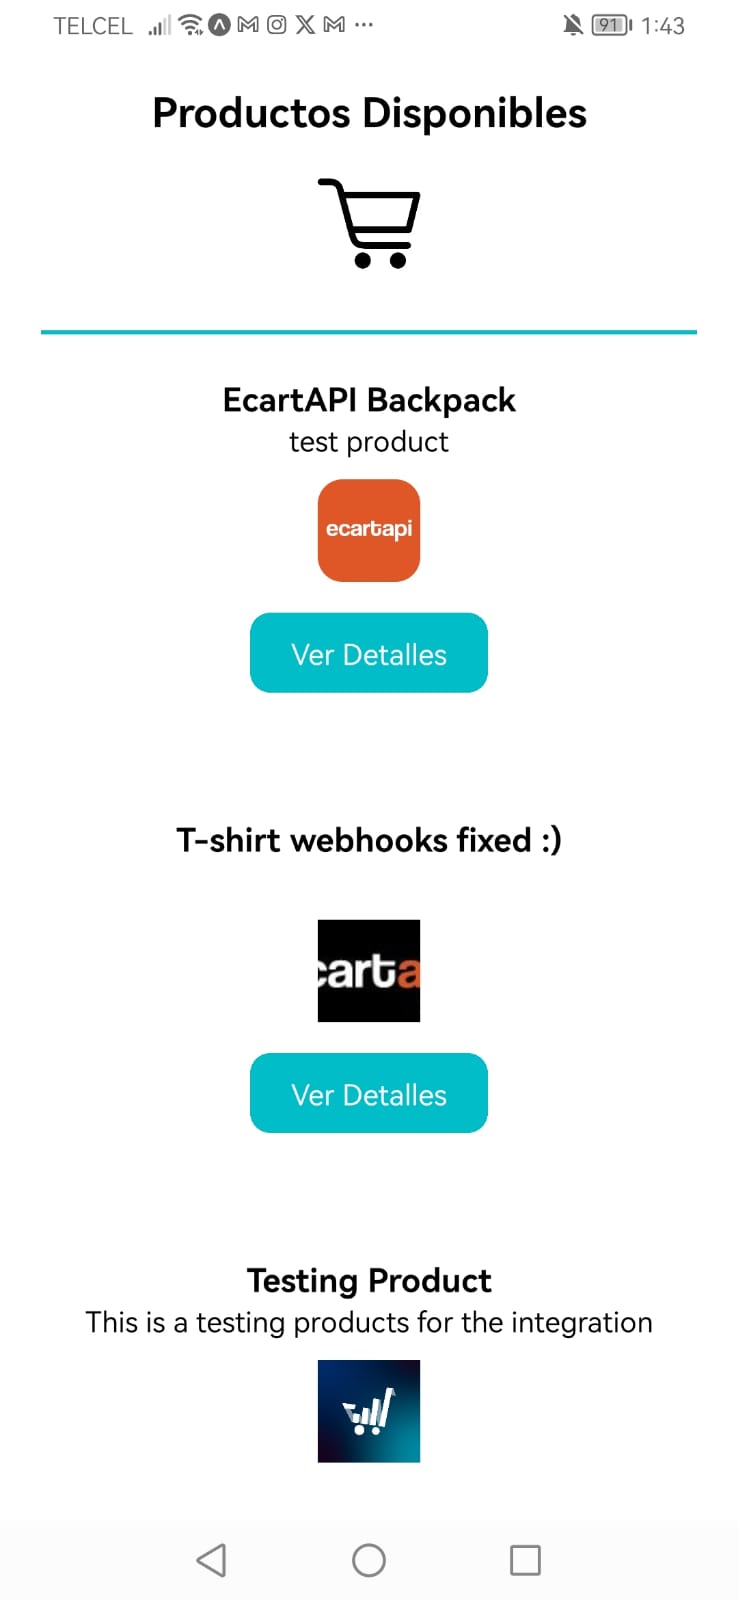 TELCEL 91 1:43
Productos Disponibles
EcartAPI Backpack
test product
ecartapi
Ver Detalles
T-shirt webhooks fixed :)
carta
Ver Detalles
Testing Product
This is a testing products for the integration